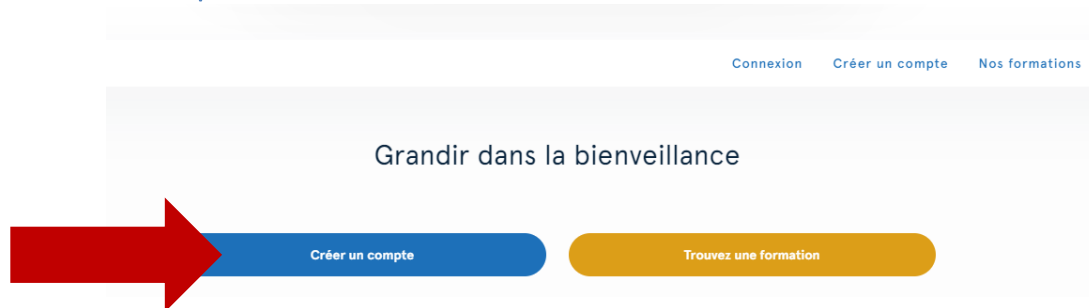 Connexion Créer un compte Nos formations
Grandir dans la bienveillance
Créer un compte Trouvez une formation